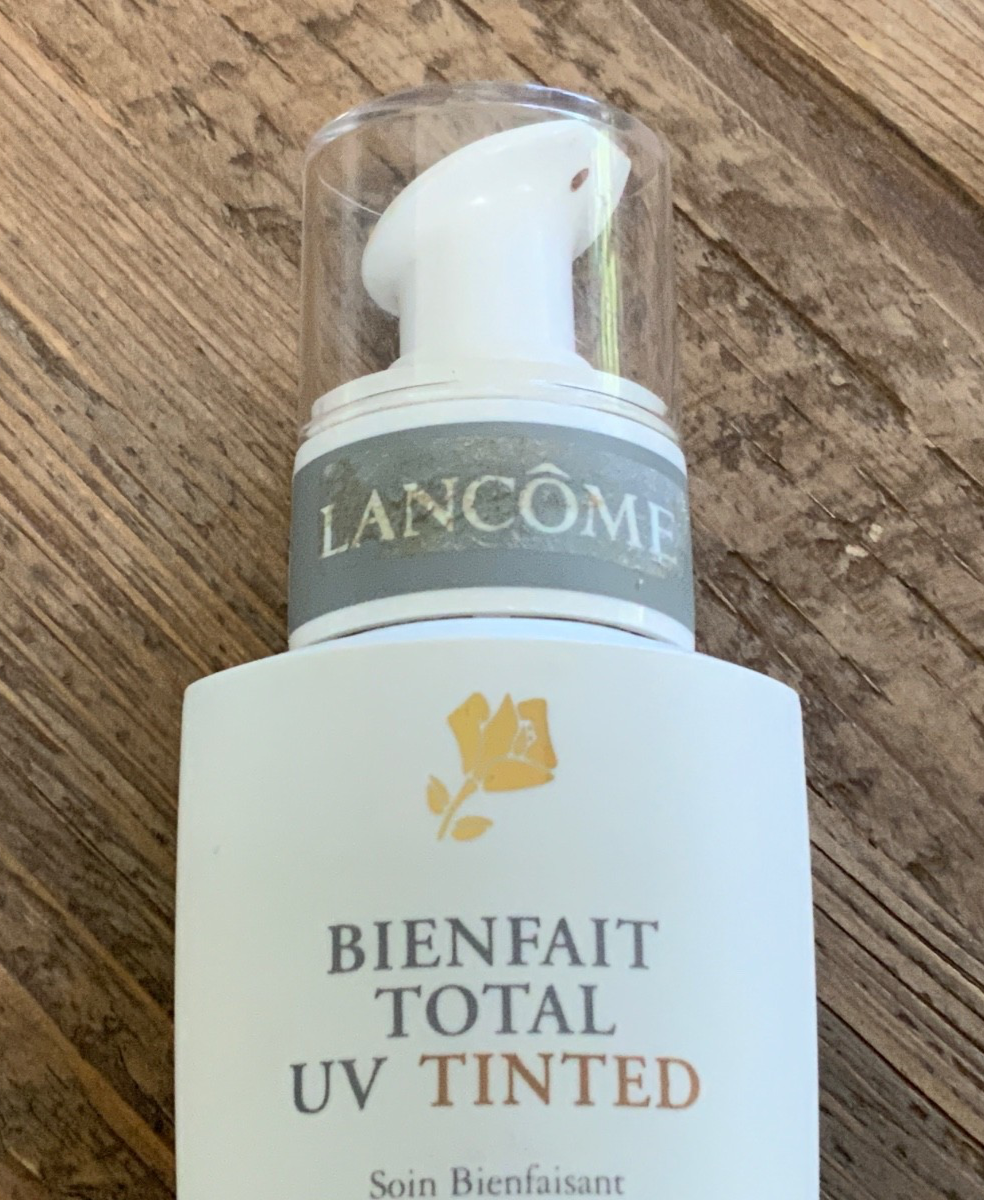 LANCÔME
BIENFAIT
TOTAL
UV TINTED
Soin Bienfaisant